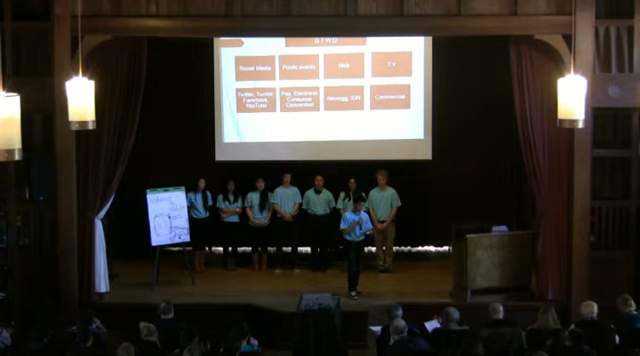 Social Media
Public events
Web
TV
Twitter, Tumblr,
Facebook,
YouTube
Pax, Electronic
Consumer
Convention
Newegg, IGN
Commercial